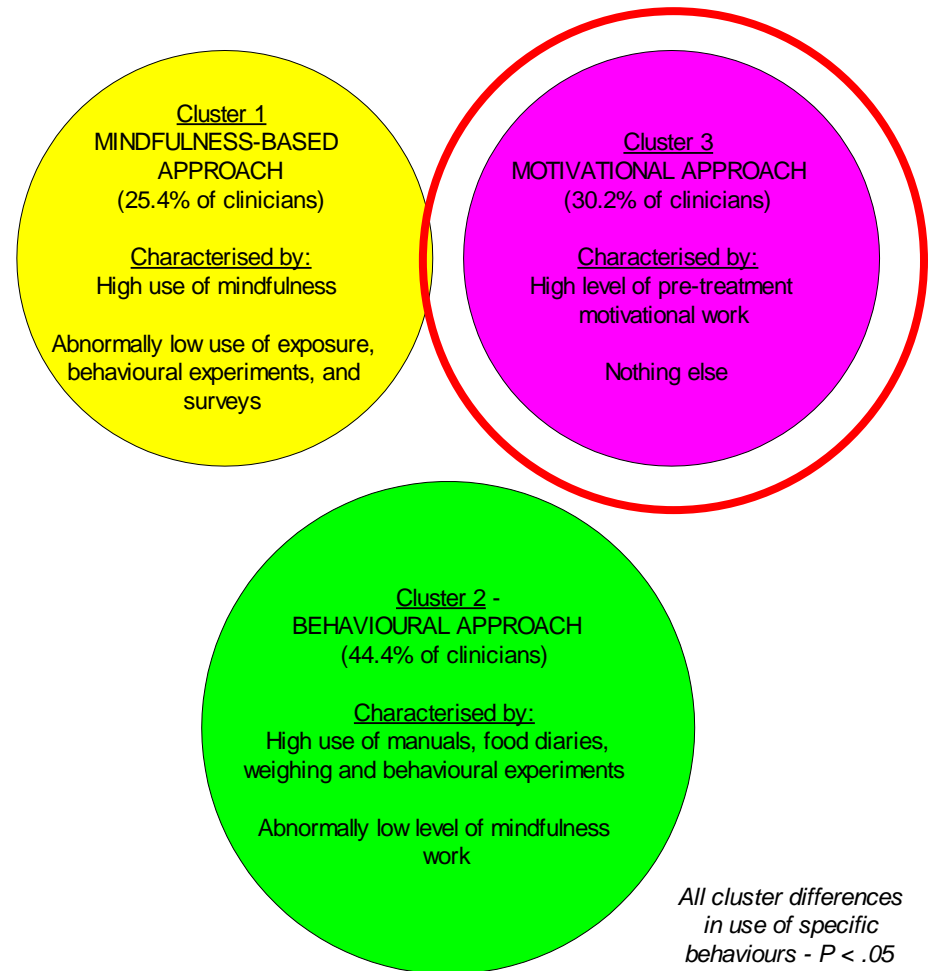 Cluster 1
MINDFULNESS-BASED
APPROACH
(25.4% of clinicians)
Characterised by:
High use of mindfulness
Abnormally low use of exposure,
behavioural experiments, and
surveys
Cluster 3
MOTIVATIONAL APPROACH
(30.2% of clinicians)
Characterised by:
High level of pre-treatment
motivational work
Nothing else
Cluster 2 -
BEHAVIOURAL APPROACH
(44.4% of clinicians)
Characterised by:
High use of manuals, food diaries,
weighing and behavioural experiments
Abnormally low level of mindfulness
work
All cluster differences
in use of specific
behaviours - P < .05